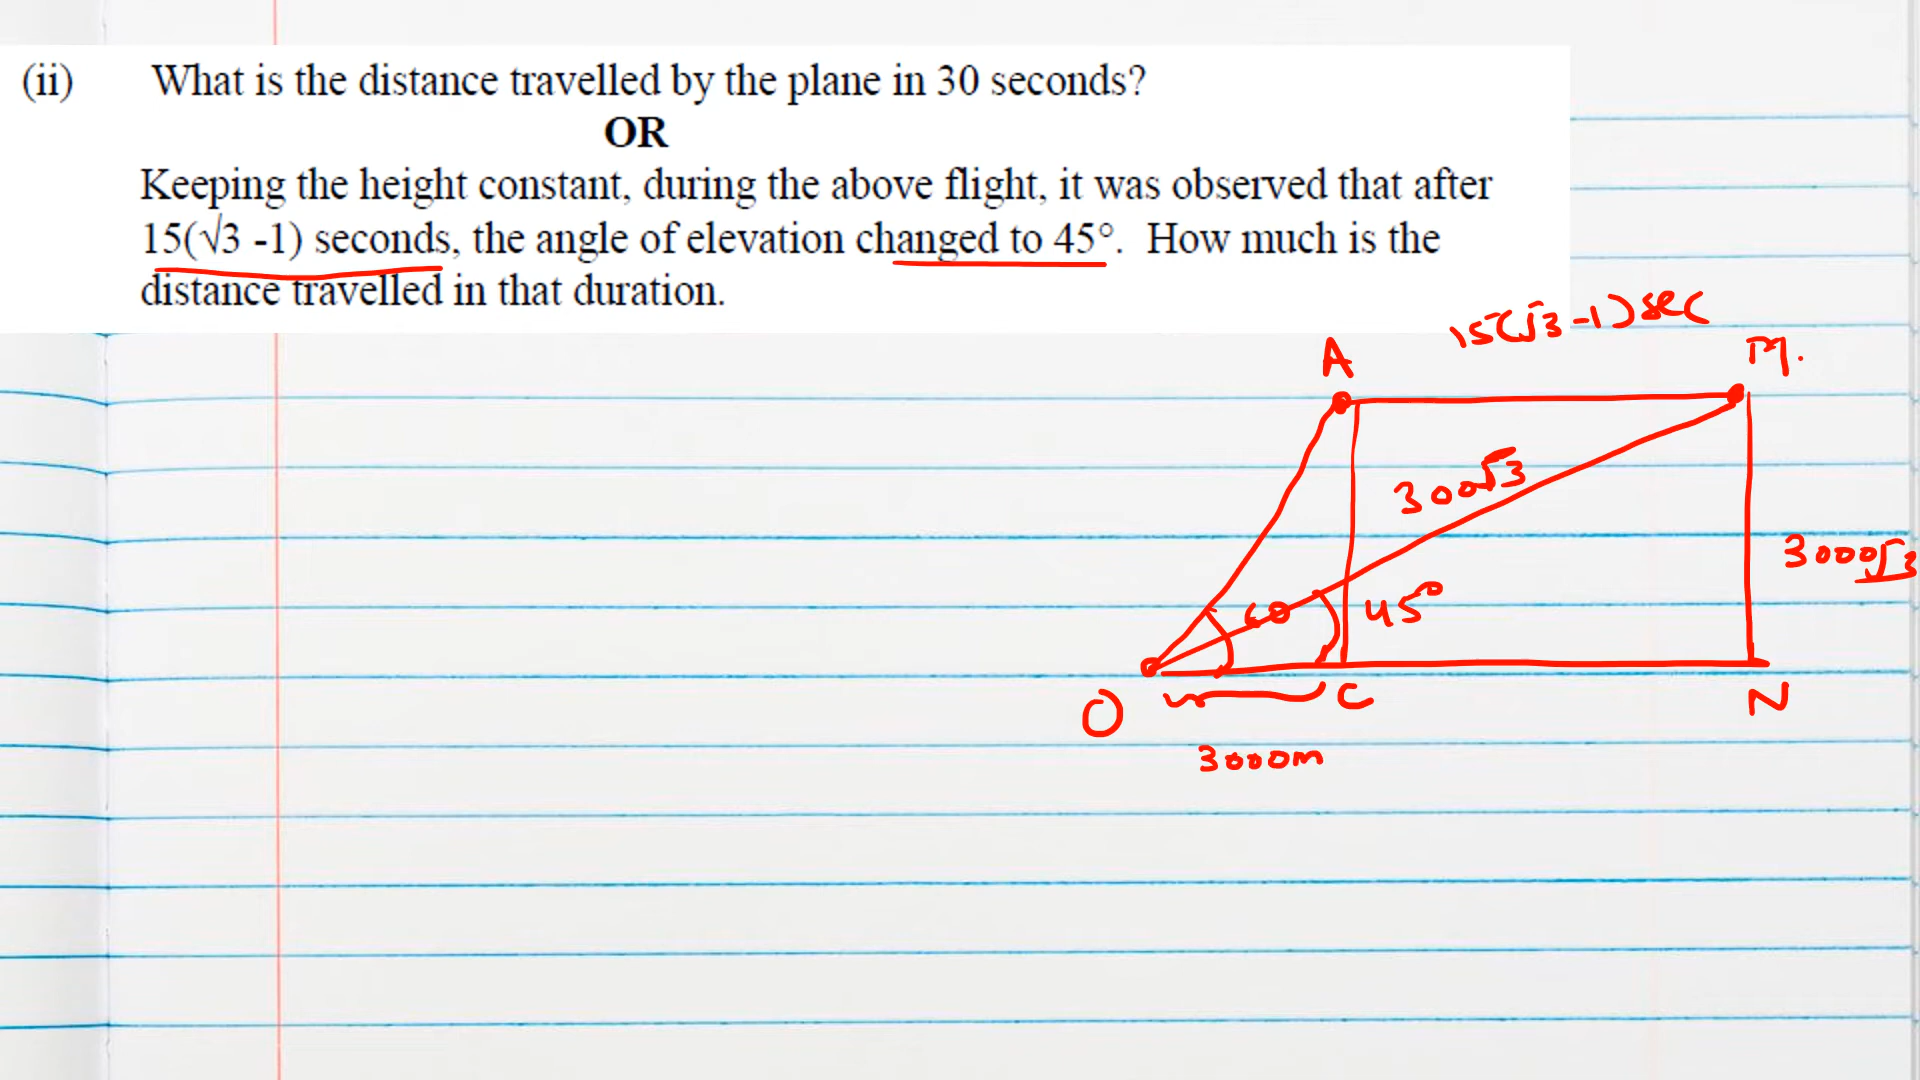 (ii) What is the distance travelled by the plane in 30 seconds?
OR
Keeping the height constant, during the above flight, it was observed that after
15(√3 -1) seconds, the angle of elevation changed to 45°. How much is the
distance travelled in that duration.
15(√3-1) sec
A
M.
300√3
3000√3
60
45°
O
C
N
3000m